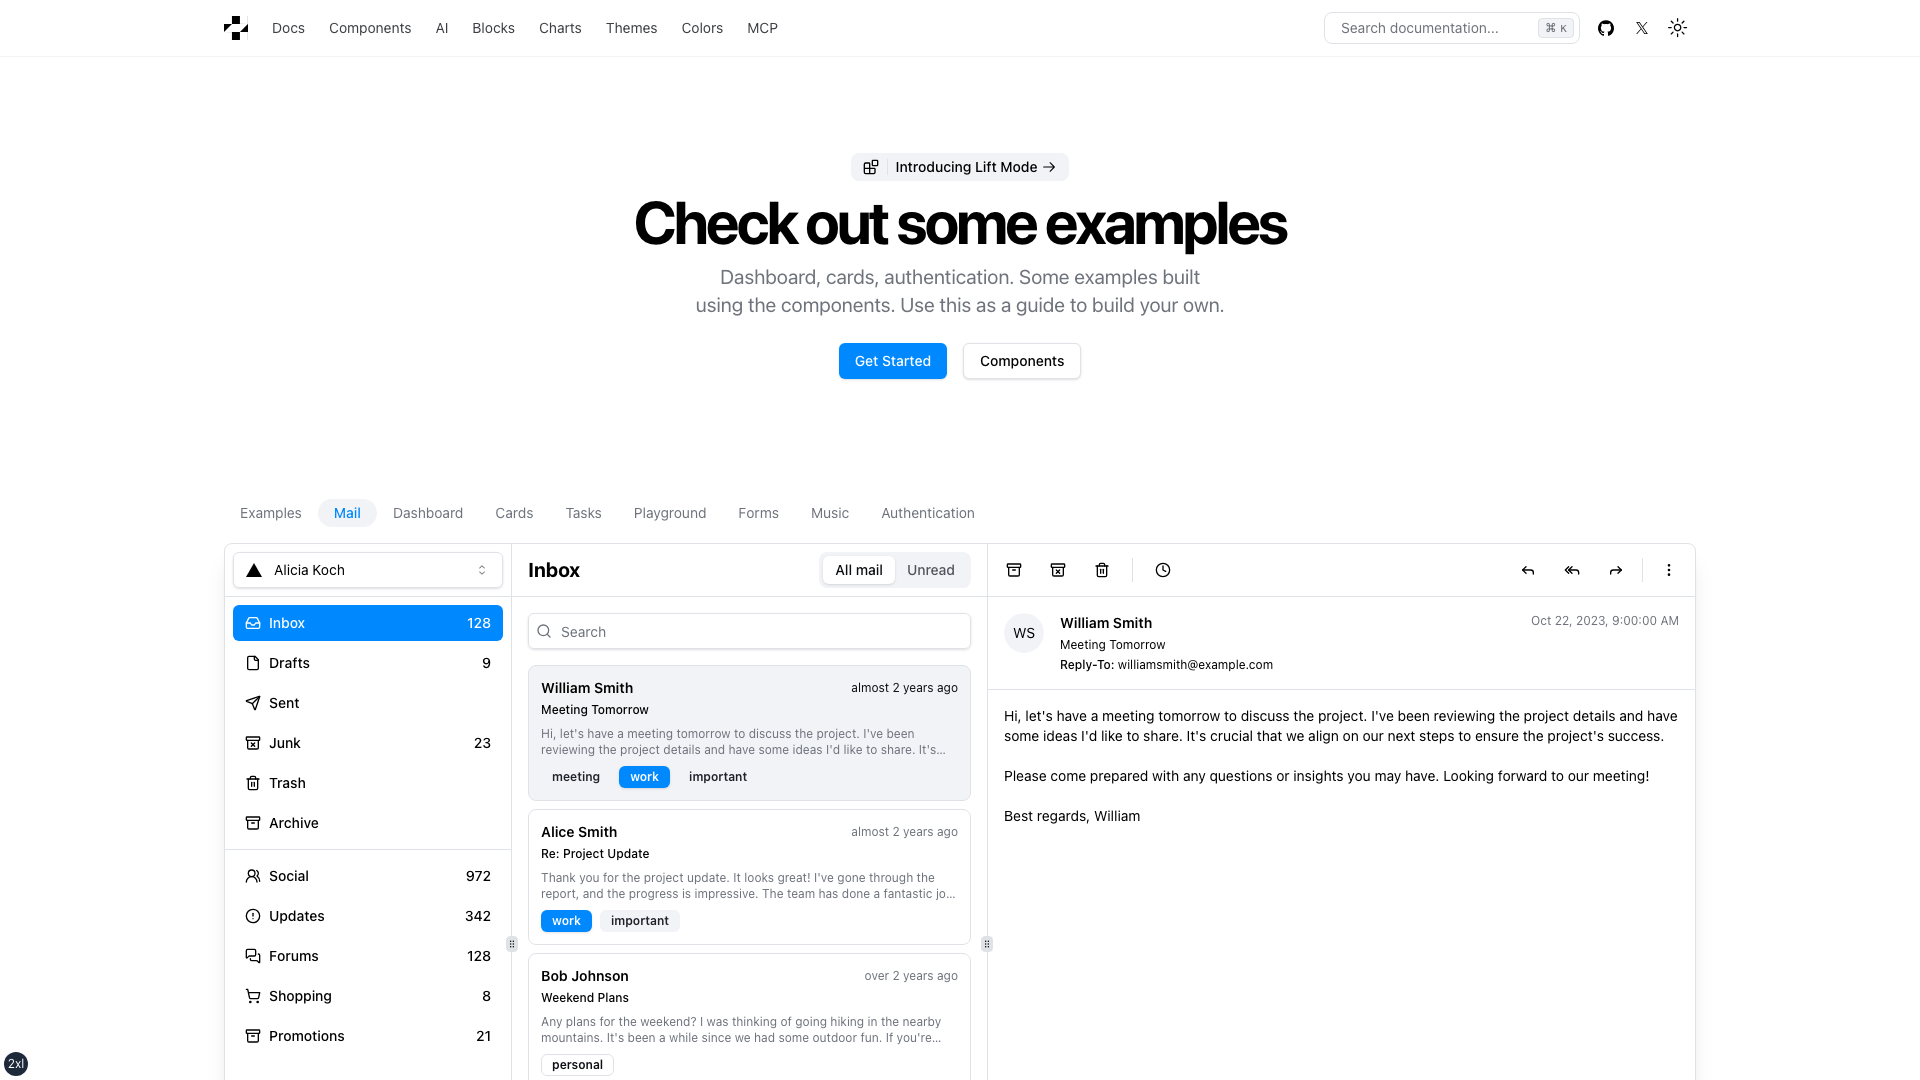 Docs Components AI Blocks Charts Themes Colors MCP Search documentation... ⌘ K
Introducing Lift Mode →
Check out some examples
Dashboard, cards, authentication. Some examples built
using the components. Use this as a guide to build your own.
Get Started Components
Examples Mail Dashboard Cards Tasks Playground Forms Music Authentication
Alicia Koch
Inbox 128
Drafts 9
Sent
Junk 23
Trash
Archive
Social 972
Updates 342
Forums 128
Shopping 8
Promotions 21
Inbox All mail Unread
Search
William Smith almost 2 years ago
Meeting Tomorrow
Hi, let's have a meeting tomorrow to discuss the project. I've been
reviewing the project details and have some ideas I'd like to share. It's...
meeting work important
Alice Smith almost 2 years ago
Re: Project Update
Thank you for the project update. It looks great! I've gone through the
report, and the progress is impressive. The team has done a fantastic jo...
work important
Bob Johnson over 2 years ago
Weekend Plans
Any plans for the weekend? I was thinking of going hiking in the nearby
mountains. It's been a while since we had some outdoor fun. If you're...
personal
WS William Smith Oct 22, 2023, 9:00:00 AM
Meeting Tomorrow
Reply-To: williamsmith@example.com
Hi, let's have a meeting tomorrow to discuss the project. I've been reviewing the project details and have
some ideas I'd like to share. It's crucial that we align on our next steps to ensure the project's success.
Please come prepared with any questions or insights you may have. Looking forward to our meeting!
Best regards, William
2xl